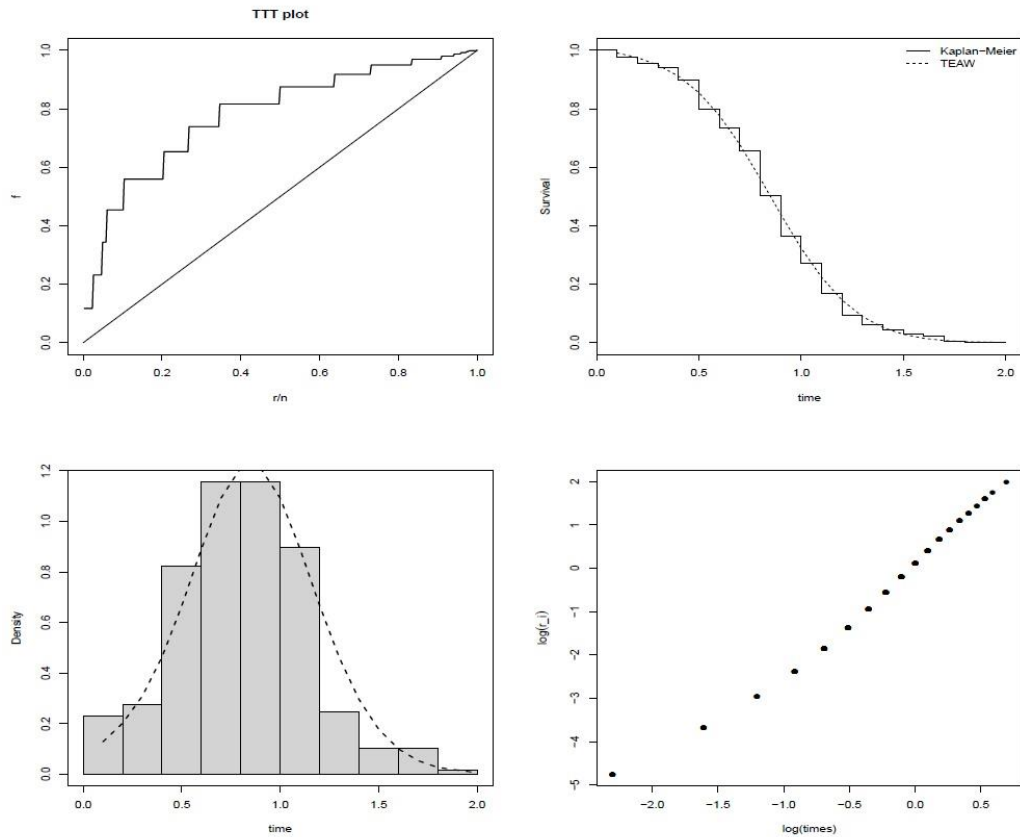 TTT plot
f
0.0 0.2 0.4 0.6 0.8 1.0
0.0 0.2 0.4 0.6 0.8 1.0
r/n
Survival
0.0 0.2 0.4 0.6 0.8 1.0
Kaplan-Meier
TEAW
0.0 0.5 1.0 1.5 2.0
time
Density
0.0 0.2 0.4 0.6 0.8 1.0 1.2
0.0 0.5 1.0 1.5 2.0
time
log(r_i)
-5 -4 -3 -2 -1 0 1 2
-2.0 -1.5 -1.0 -0.5 0.0 0.5
log(times)